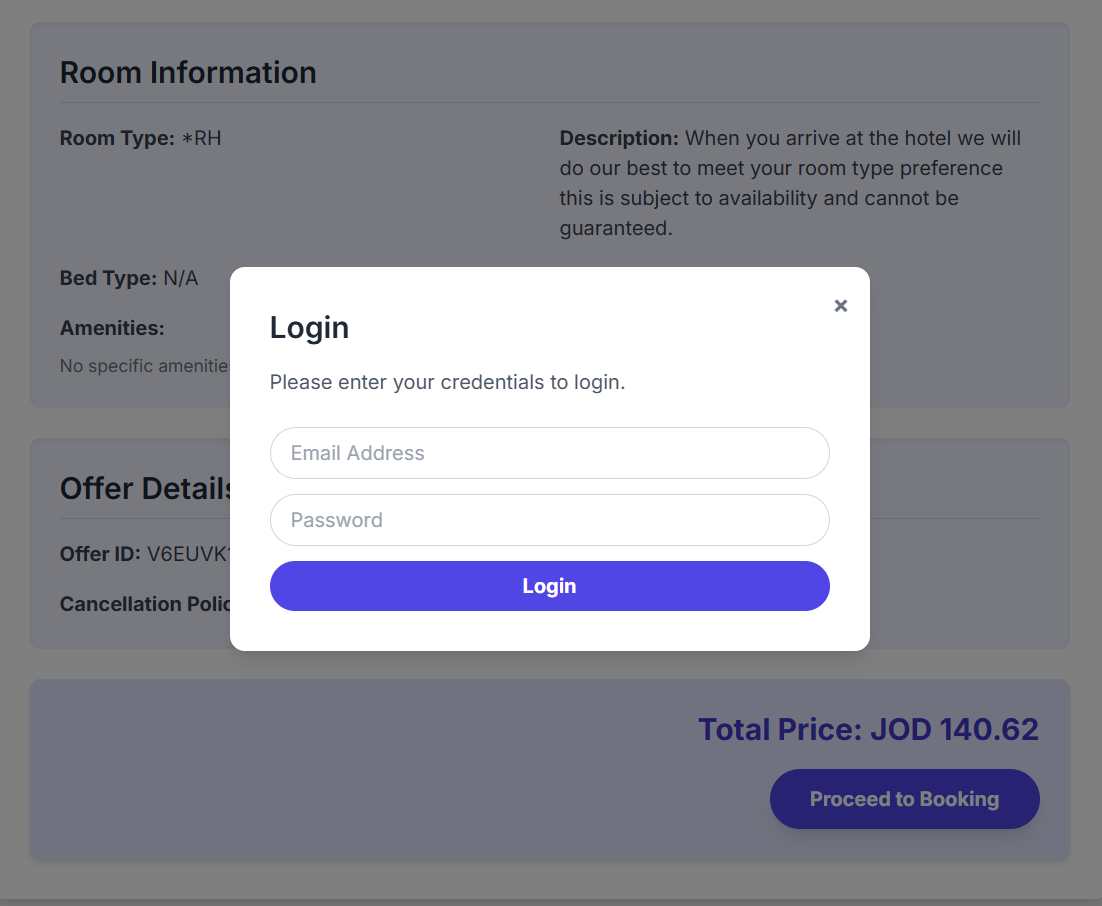 Room Information
Room Type: *RH
Description: When you arrive at the hotel we will
do our best to meet your room type preference
this is subject to availability and cannot be
guaranteed.
Bed Type: N/A
Amenities:
No specific amenities
Login
×
Please enter your credentials to login.
Email Address
Password
Login
Offer Details
Offer ID: V6EUVK
Cancellation
Total Price: JOD 140.62
Proceed to Booking